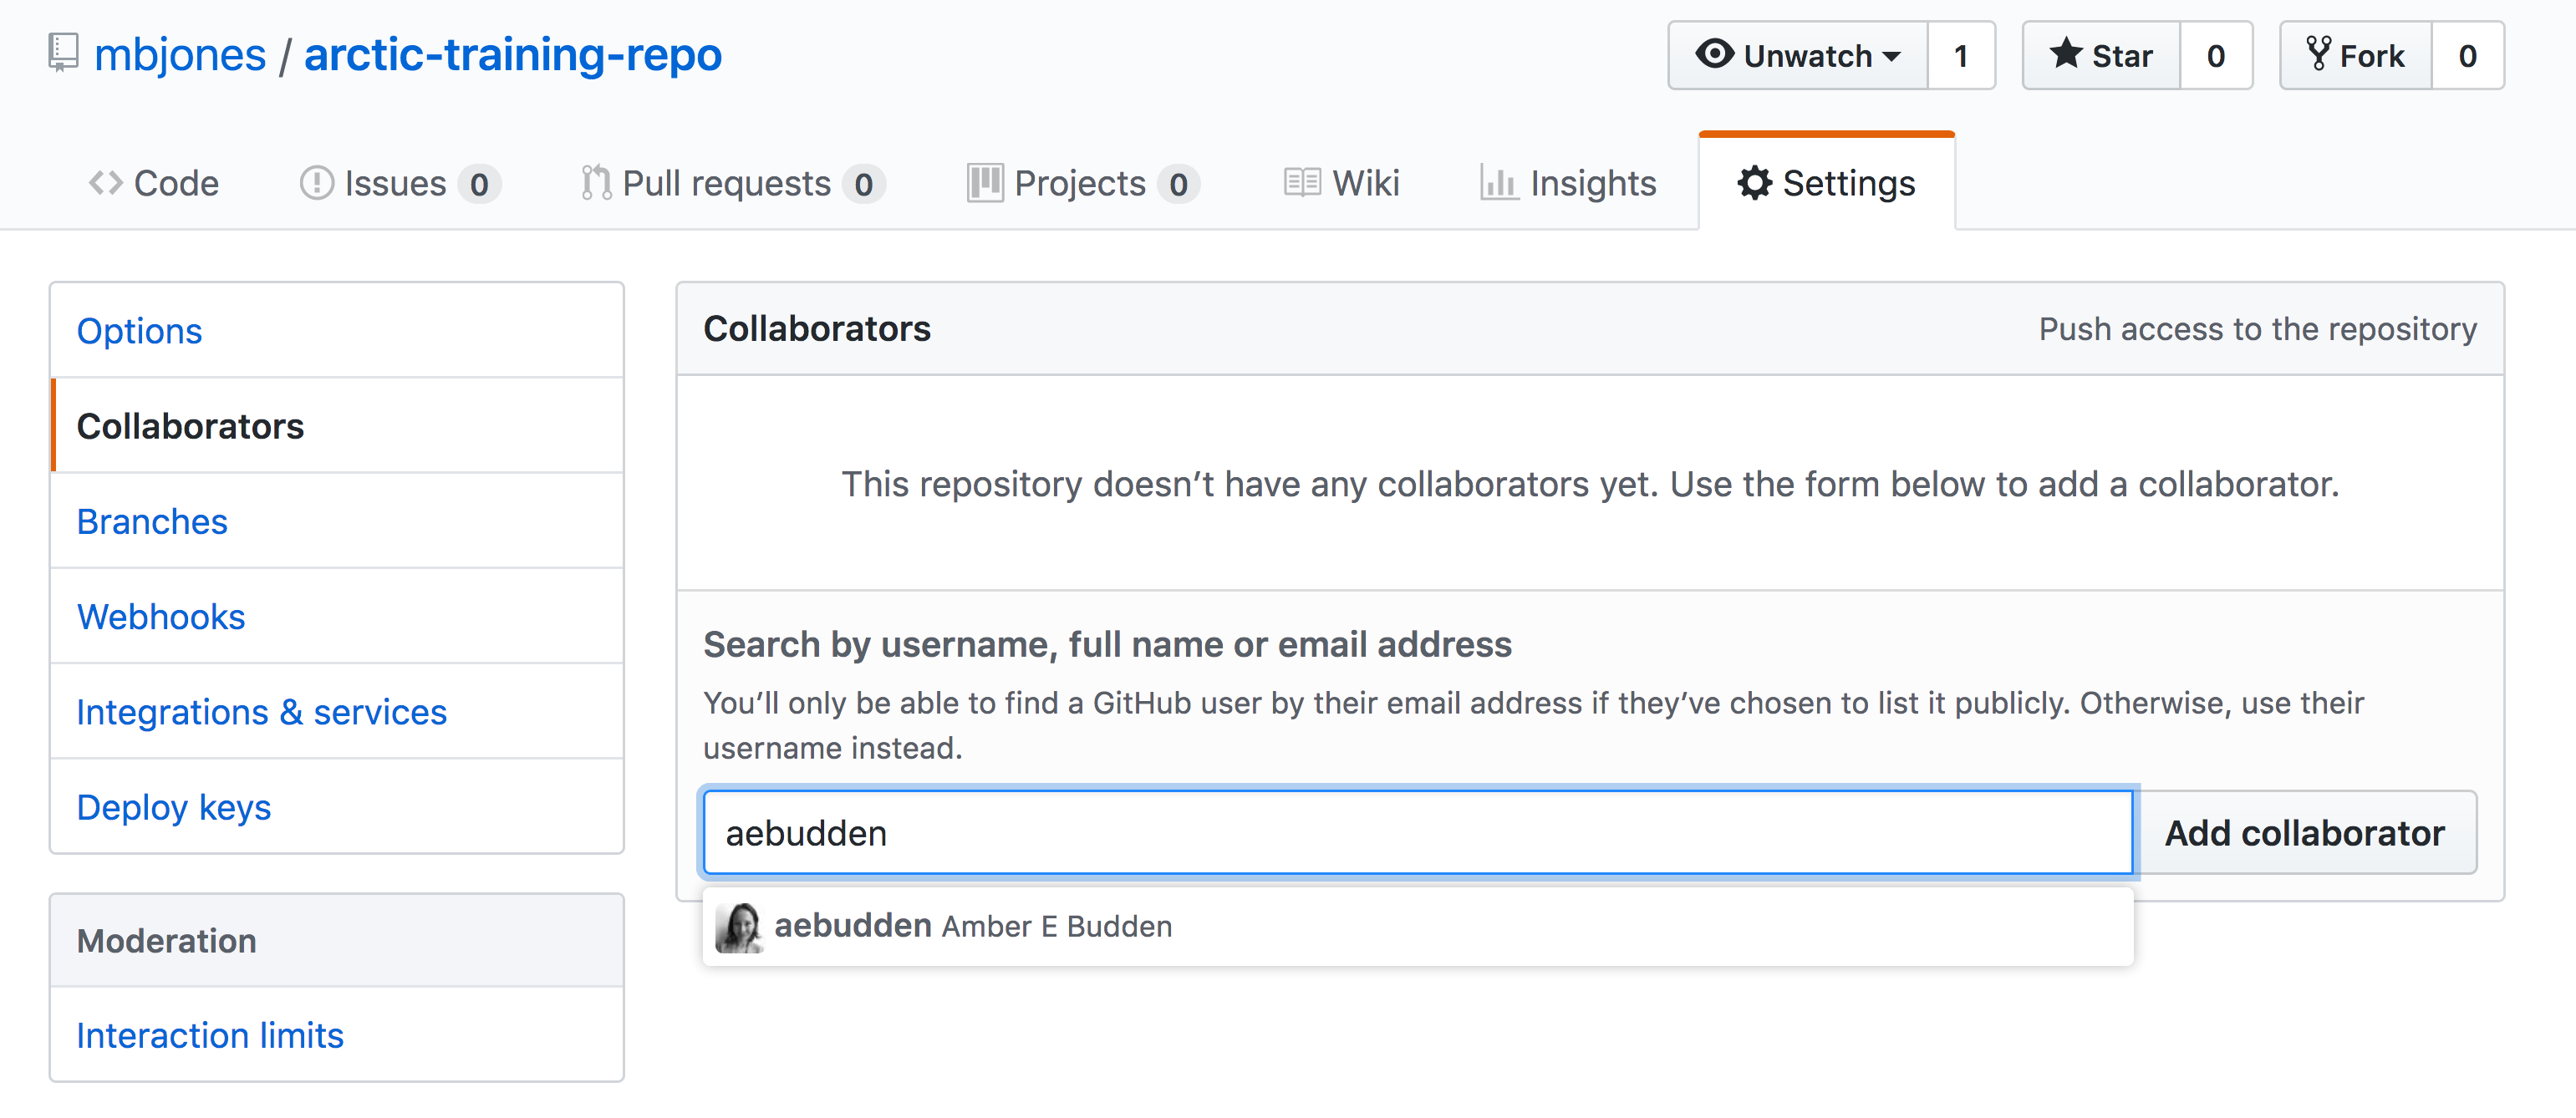 mbjones / arctic-training-repo
Unwatch 1 Star 0 Fork 0
Code Issues 0 Pull requests 0 Projects 0 Wiki Insights Settings
Options
Collaborators
Branches
Webhooks
Integrations & services
Deploy keys
Moderation
Interaction limits
Collaborators Push access to the repository
This repository doesn’t have any collaborators yet. Use the form below to add a collaborator.
Search by username, full name or email address
You’ll only be able to find a GitHub user by their email address if they’ve chosen to list it publicly. Otherwise, use their
username instead.
aebudden Add collaborator
aebudden Amber E Budden